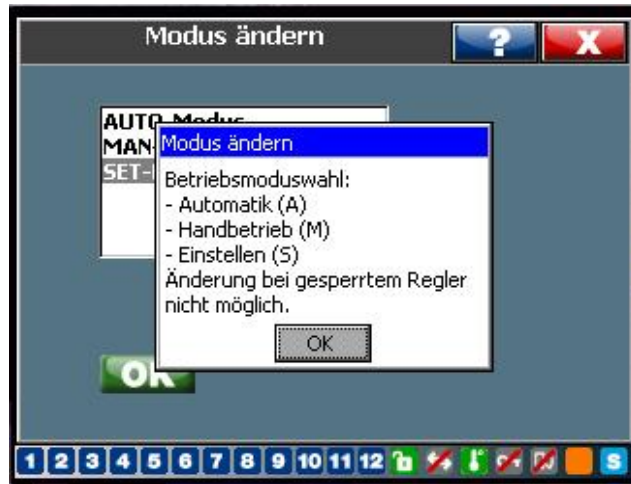 Modus ändern
?
X
AUTO-Modus
MAN-
SET-
Modus ändern
Betriebsmoduswahl:
- Automatik (A)
- Handbetrieb (M)
- Einstellen (S)
Änderung bei gesperrtem Regler
nicht möglich.
OK
OK
1 2 3 4 5 6 7 8 9 10 11 12 S